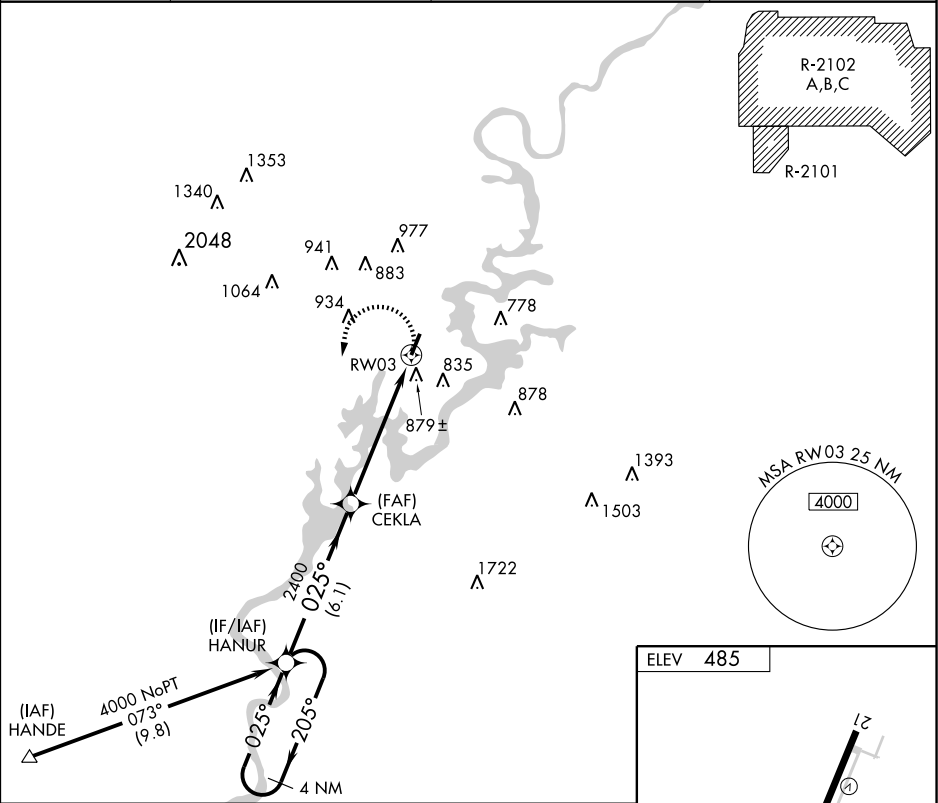 R-2102
A,B,C
R-2101
1353
1340
2048
977
941
883
1064
934
778
RW03
835
879±
878
MSA RW03 25 NM
4000
1393
1503
(FAF)
CEKLA
1722
2400
025°
(6.1)
(IF/IAF)
HANUR
ELEV 485
4000 NoPT
073°
(9.8)
(IAF)
HANDE
025°
205°
4 NM
21
V